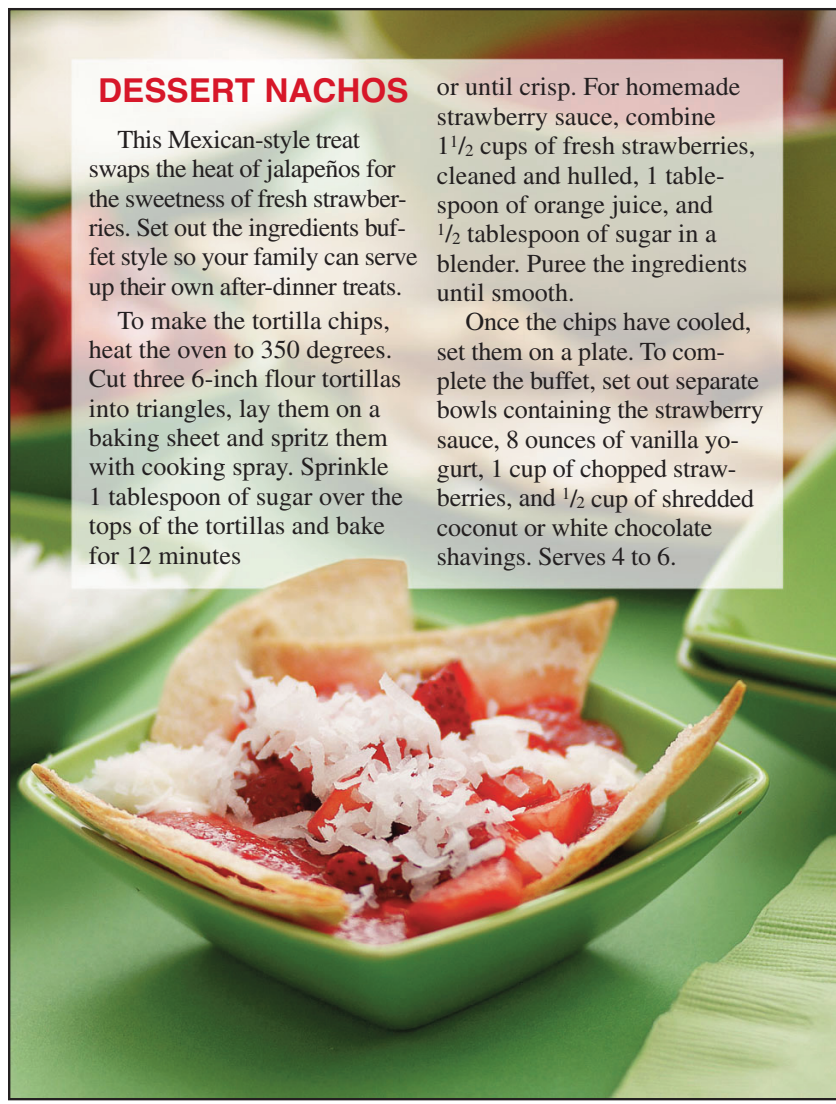 DESSERT NACHOS
This Mexican-style treat
swaps the heat of jalapeños for
the sweetness of fresh strawber-
ries. Set out the ingredients buf-
fet style so your family can serve
up their own after-dinner treats.
To make the tortilla chips,
heat the oven to 350 degrees.
Cut three 6-inch flour tortillas
into triangles, lay them on a
baking sheet and spritz them
with cooking spray. Sprinkle
1 tablespoon of sugar over the
tops of the tortillas and bake
for 12 minutes
or until crisp. For homemade
strawberry sauce, combine
1 1/2 cups of fresh strawberries,
cleaned and hulled, 1 table-
spoon of orange juice, and
1/2 tablespoon of sugar in a
blender. Puree the ingredients
until smooth.
Once the chips have cooled,
set them on a plate. To com-
plete the buffet, set out separate
bowls containing the strawberry
sauce, 8 ounces of vanilla yo-
gurt, 1 cup of chopped straw-
berries, and 1/2 cup of shredded
coconut or white chocolate
shavings. Serves 4 to 6.